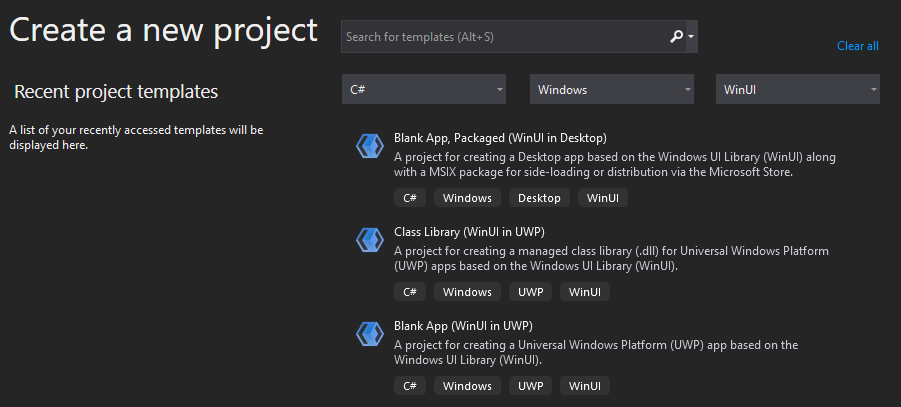 Create a new project
Search for templates (Alt+S)
Clear all
Recent project templates
A list of your recently accessed templates will be
displayed here.
C#
Windows
WinUI
Blank App, Packaged (WinUI in Desktop)
A project for creating a Desktop app based on the Windows UI Library (WinUI) along
with a MSIX package for side-loading or distribution via the Microsoft Store.
C# Windows Desktop WinUI
Class Library (WinUI in UWP)
A project for creating a managed class library (.dll) for Universal Windows Platform
(UWP) apps based on the Windows UI Library (WinUI).
C# Windows UWP WinUI
Blank App (WinUI in UWP)
A project for creating a Universal Windows Platform (UWP) app based on the
Windows UI Library (WinUI).
C# Windows UWP WinUI